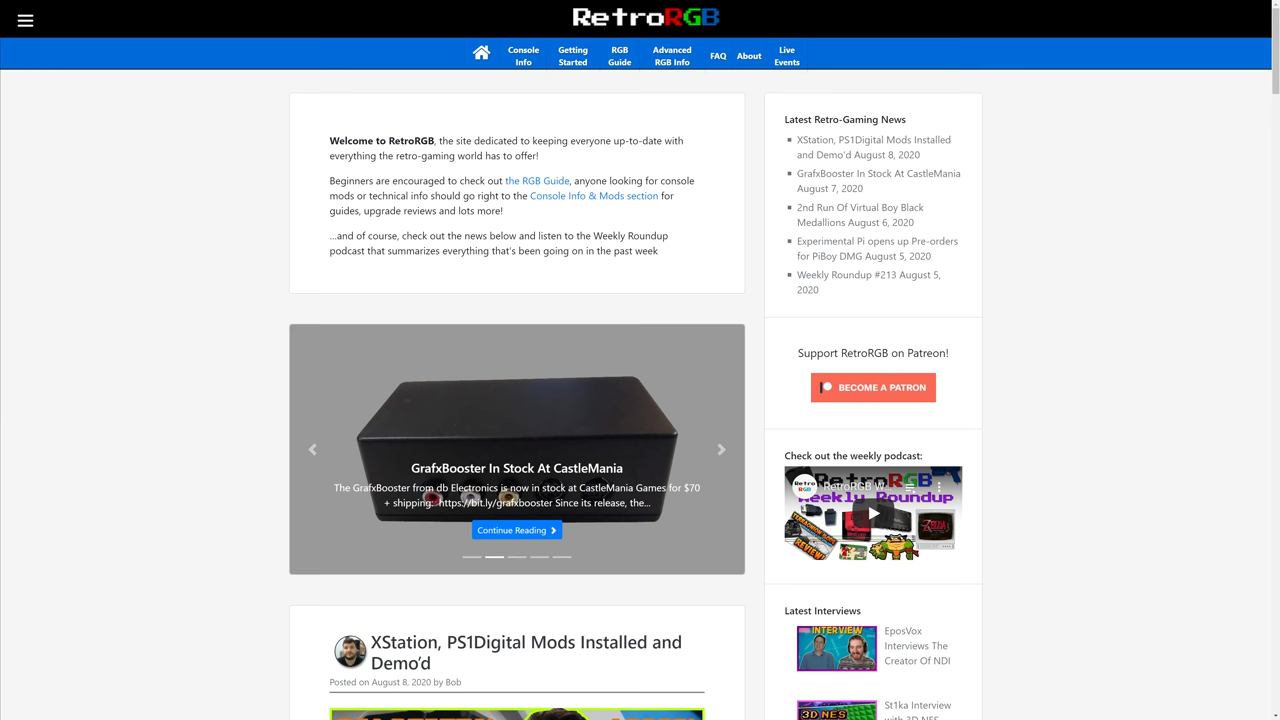 RetroRGB
Console
Info
Getting
Started
RGB
Guide
Advanced
RGB Info
FAQ
About
Live
Events
Welcome to RetroRGB, the site dedicated to keeping everyone up-to-date with
everything the retro-gaming world has to offer!
Beginners are encouraged to check out the RGB Guide, anyone looking for console
mods or technical info should go right to the Console Info & Mods section for
guides, upgrade reviews and lots more!
...and of course, check out the news below and listen to the Weekly Roundup
podcast that summarizes everything that's been going on in the past week
GrafxBooster In Stock At CastleMania
The GrafxBooster from db Electronics is now in stock at CastleMania Games for $70
+ shipping: https://bit.ly/grafxbooster Since its release, the...
Continue Reading
XStation, PS1Digital Mods Installed and
Demo'd
Posted on August 8, 2020 by Bob
Latest Retro-Gaming News
XStation, PS1Digital Mods Installed
and Demo'd August 8, 2020
GrafxBooster In Stock At CastleMania
August 7, 2020
2nd Run Of Virtual Boy Black
Medallions August 6, 2020
Experimental Pi opens up Pre-orders
for PiBoy DMG August 5, 2020
Weekly Roundup #213 August 5,
2020
Support RetroRGB on Patreon!
BECOME A PATRON
Check out the weekly podcast:
RetroRGB
RetroRGB W...
Weekly Roundup
REVIEW!
Latest Interviews
INTERVIEW
EposVox
Interviews The
Creator Of NDI
3D NES
St1ka Interview
with 3D NES